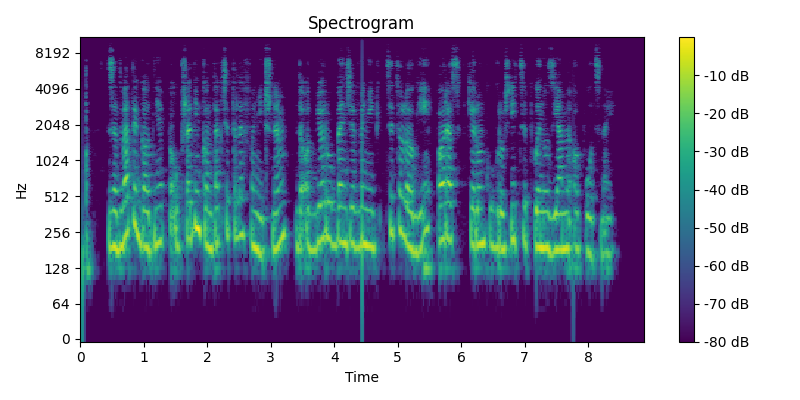 Spectrogram
8192
4096
2048
1024
512
256
128
64
0
Hz
0 1 2 3 4 5 6 7 8
Time
-10 dB
-20 dB
-30 dB
-40 dB
-50 dB
-60 dB
-70 dB
-80 dB